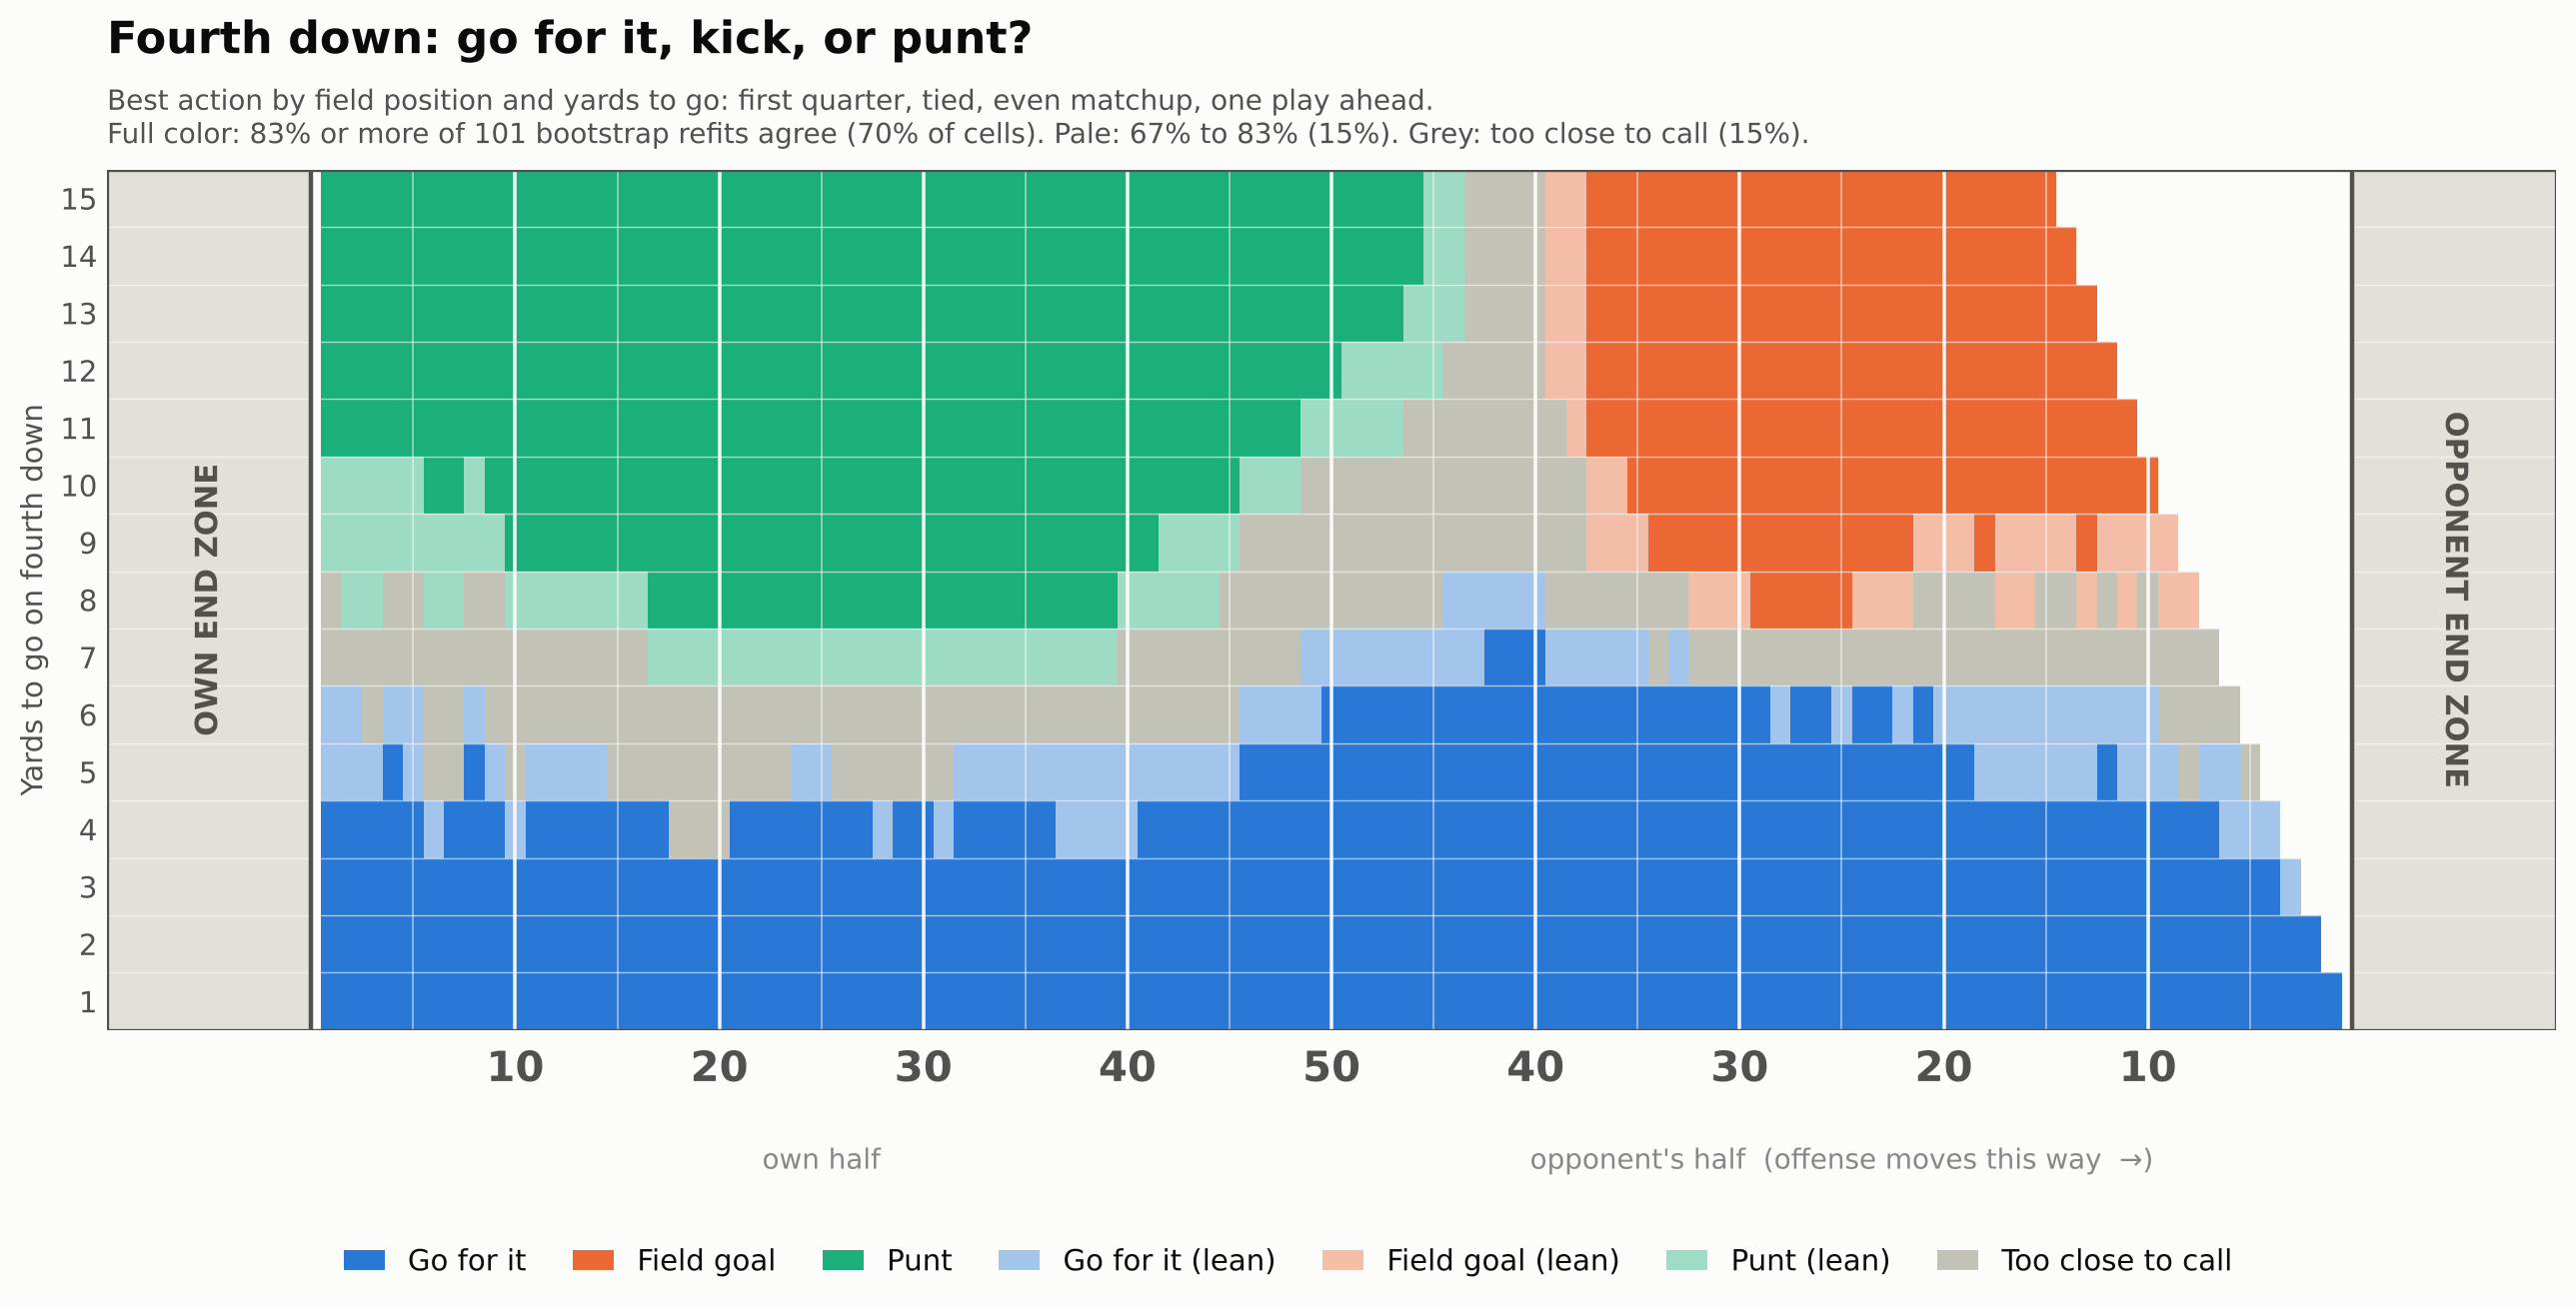 Fourth down: go for it, kick, or punt?
Best action by field position and yards to go: first quarter, tied, even matchup, one play ahead.
Full color: 83% or more of 101 bootstrap refits agree (70% of cells). Pale: 67% to 83% (15%). Grey: too close to call (15%).
Yards to go on fourth down
15
14
13
12
11
10
9
8
7
6
5
4
3
2
1
OWN END ZONE
OPPONENT END ZONE
10 20 30 40 50 40 30 20 10
own half
opponent's half (offense moves this way →)
Go for it
Field goal
Punt
Go for it (lean)
Field goal (lean)
Punt (lean)
Too close to call